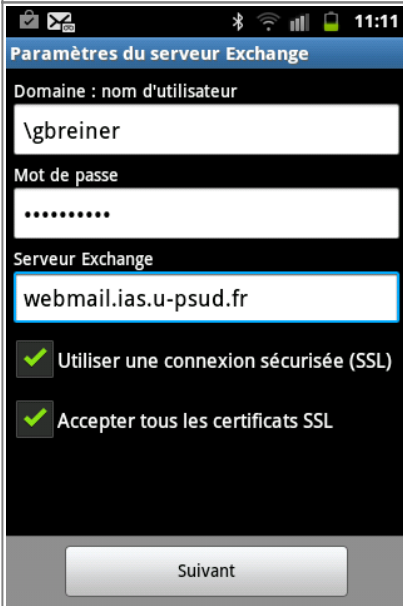 11:11
Paramètres du serveur Exchange
Domaine : nom d'utilisateur
\gbreiner
Mot de passe
••••••••••
Serveur Exchange
webmail.ias.u-psud.fr
Utiliser une connexion sécurisée (SSL)
Accepter tous les certificats SSL
Suivant